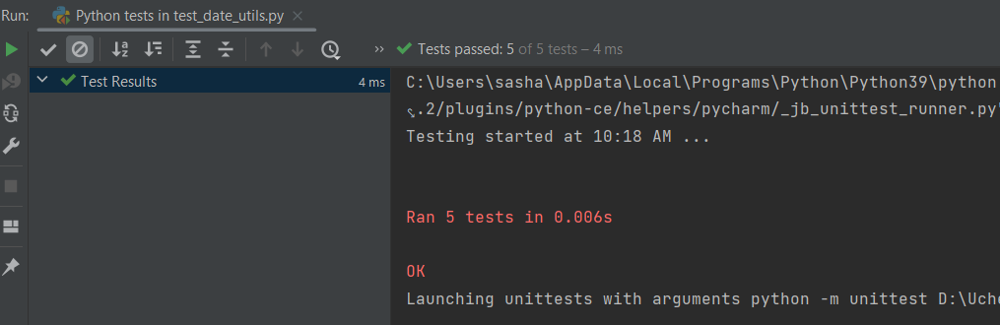 Run: Python tests in test_date_utils.py
Tests passed: 5 of 5 tests – 4 ms
Test Results 4 ms
C:\Users\sasha\AppData\Local\Programs\Python\Python39\python
.2/plugins/python-ce/helpers/pycharm/_jb_unittest_runner.py"
Testing started at 10:18 AM ...
Ran 5 tests in 0.006s
OK
Launching unittests with arguments python -m unittest D:\Uche